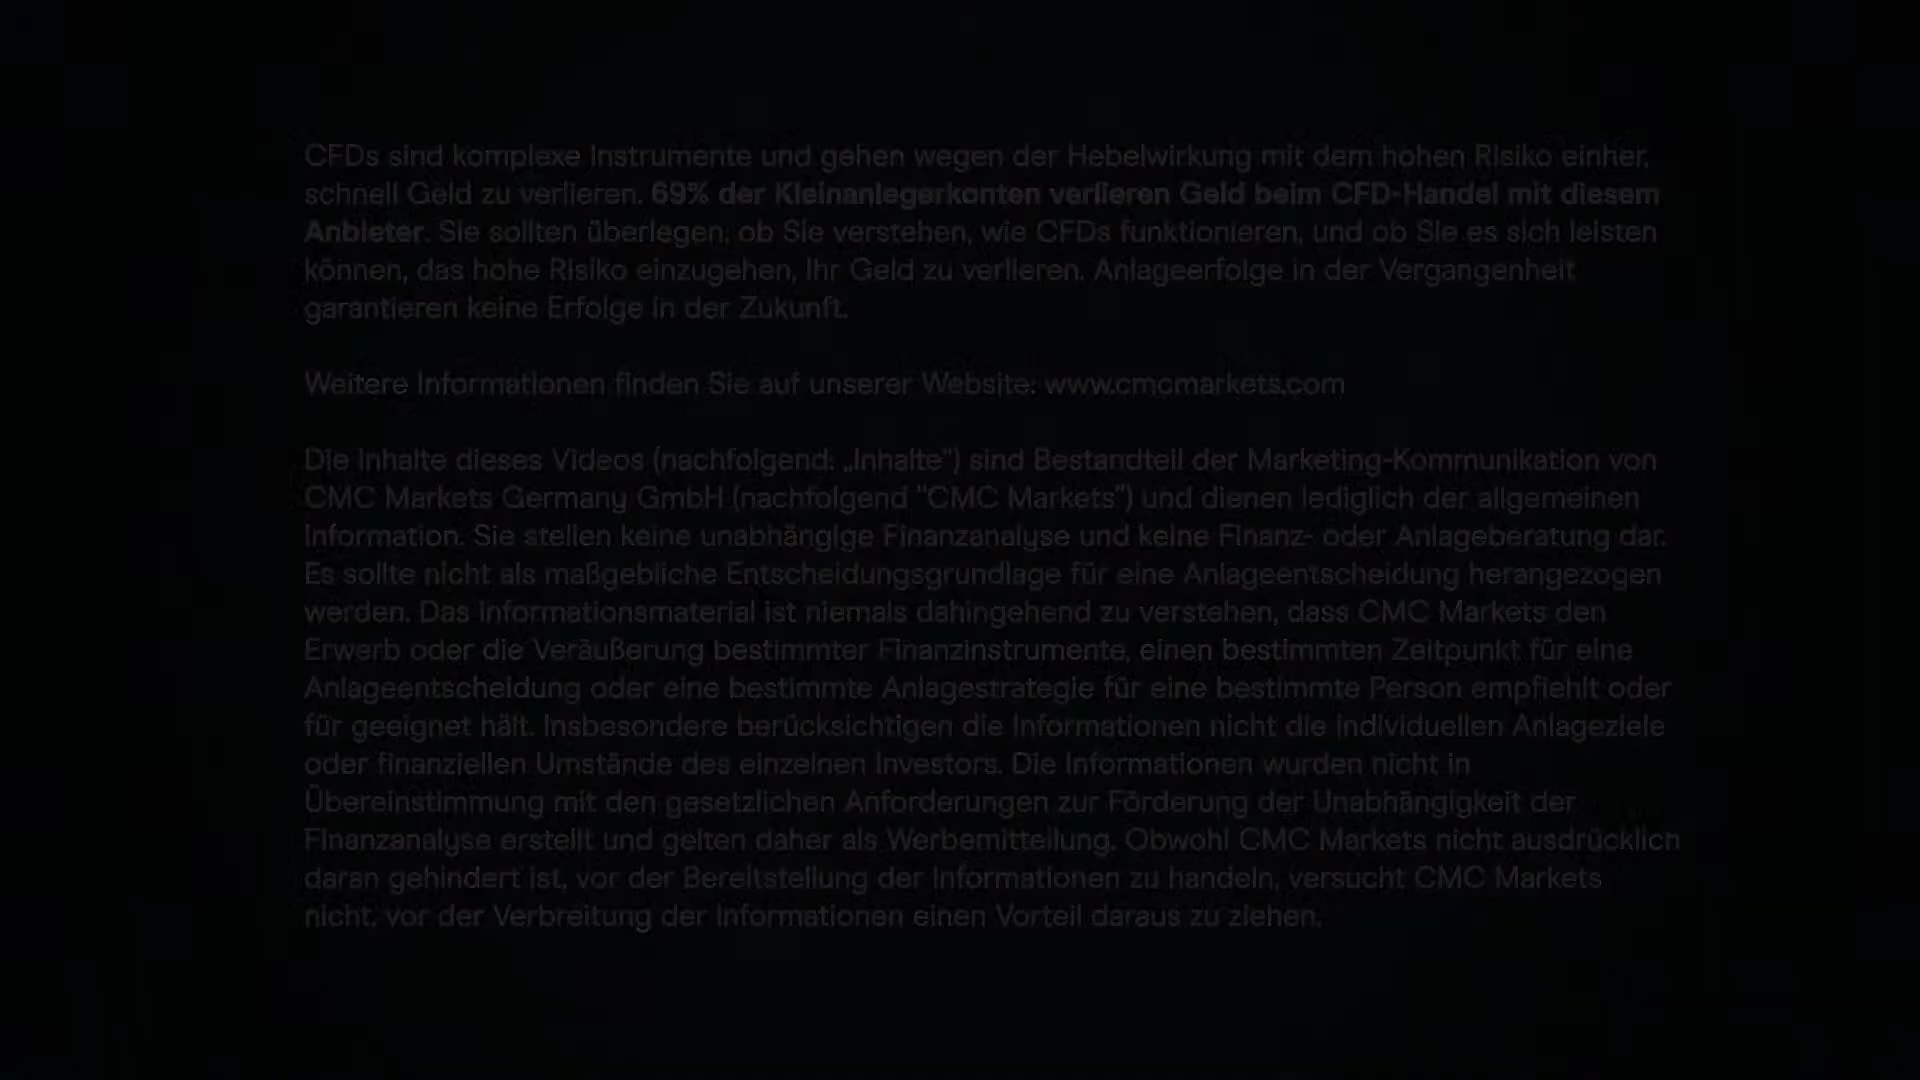 CFDs sind komplexe Instrumente und gehen wegen der Hebelwirkung mit dem hohen Risiko einher,
schnell Geld zu verlieren. 69% der Kleinanlegerkonten verlieren Geld beim CFD-Handel mit diesem
Anbieter. Sie sollten überlegen, ob Sie verstehen, wie CFDs funktionieren, und ob Sie es sich leisten
können, das hohe Risiko einzugehen, Ihr Geld zu verlieren. Anlageerfolge in der Vergangenheit
garantieren keine Erfolge in der Zukunft.
Weitere Informationen finden Sie auf unserer Website: www.cmcmarkets.com
Die Inhalte dieses Videos (nachfolgend: „Inhalte") sind Bestandteil der Marketing-Kommunikation von
CMC Markets Germany GmbH (nachfolgend "CMC Markets") und dienen lediglich der allgemeinen
Information. Sie stellen keine unabhängige Finanzanalyse und keine Finanz- oder Anlageberatung dar.
Es sollte nicht als maßgebliche Entscheidungsgrundlage für eine Anlageentscheidung herangezogen
werden. Das Informationsmaterial ist niemals dahingehend zu verstehen, dass CMC Markets den
Erwerb oder die Veräußerung bestimmter Finanzinstrumente, einen bestimmten Zeitpunkt für eine
Anlageentscheidung oder eine bestimmte Anlagestrategie für eine bestimmte Person empfiehlt oder
für geeignet hält. Insbesondere berücksichtigen die Informationen nicht die individuellen Anlageziele
oder finanziellen Umstände des einzelnen Investors. Die Informationen wurden nicht in
Übereinstimmung mit den gesetzlichen Anforderungen zur Förderung der Unabhängigkeit der
Finanzanalyse erstellt und gelten daher als Werbemitteilung. Obwohl CMC Markets nicht ausdrücklich
daran gehindert ist, vor der Bereitstellung der Informationen zu handeln, versucht CMC Markets
nicht, vor der Verbreitung der Informationen einen Vorteil daraus zu ziehen.